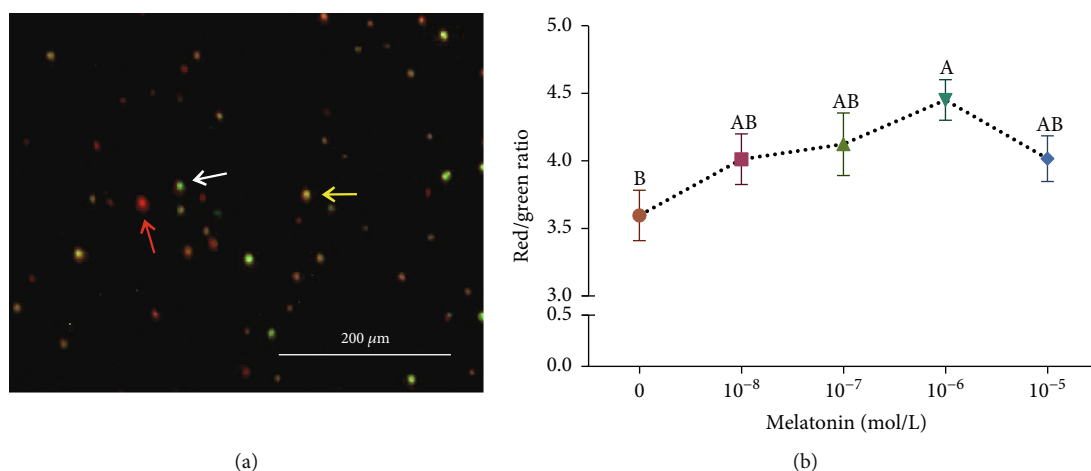 200 μm
(a)
Red/green ratio
5.0
4.5
4.0
3.5
3.0
0.5
0.0
B
AB
AB
A
AB
0
10⁻⁸
10⁻⁷
10⁻⁶
10⁻⁵
Melatonin (mol/L)
(b)